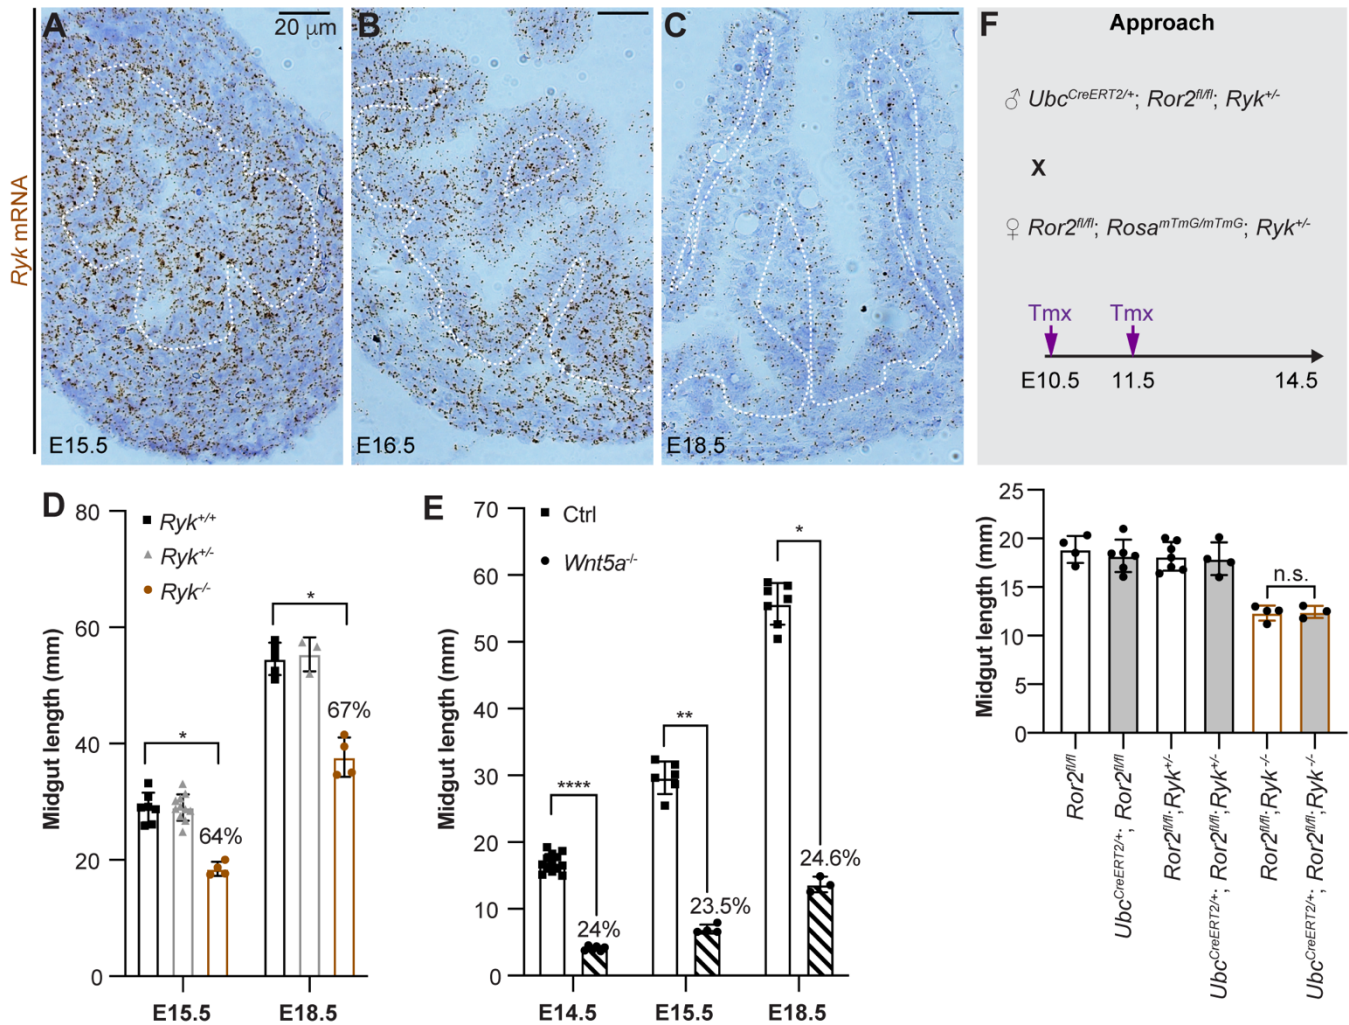 A
20 µm
B
C
F
Approach
♂ Ubc^CreERT2/+; Ror2^fl/fl; Ryk^+/-
X
♀ Ror2^fl/fl; Rosa^mTmG/mTmG; Ryk^+/-
Tmx
Tmx
E10.5
11.5
14.5
Ryk mRNA
E15.5
E16.5
E18.5
D
Midgut length (mm)
80
60
40
20
0
Ryk^+/+
Ryk^+/-
Ryk^-/-
*
64%
*
67%
E15.5
E18.5
E
Midgut length (mm)
70
60
50
40
30
20
10
0
Ctrl
Wnt5a^-/-
****
24%
**
23.5%
*
24.6%
E14.5
E15.5
E18.5
Midgut length (mm)
25
20
15
10
5
0
n.s.
Ror2^fl/fl
Ubc^CreERT2/+; Ror2^fl/fl
Ror2^fl/fl;Ryk^+/-
Ubc^CreERT2/+; Ror2^fl/fl;Ryk^+/-
Ror2^fl/fl;Ryk^-/-
Ubc^CreERT2/+; Ror2^fl/fl;Ryk^-/-